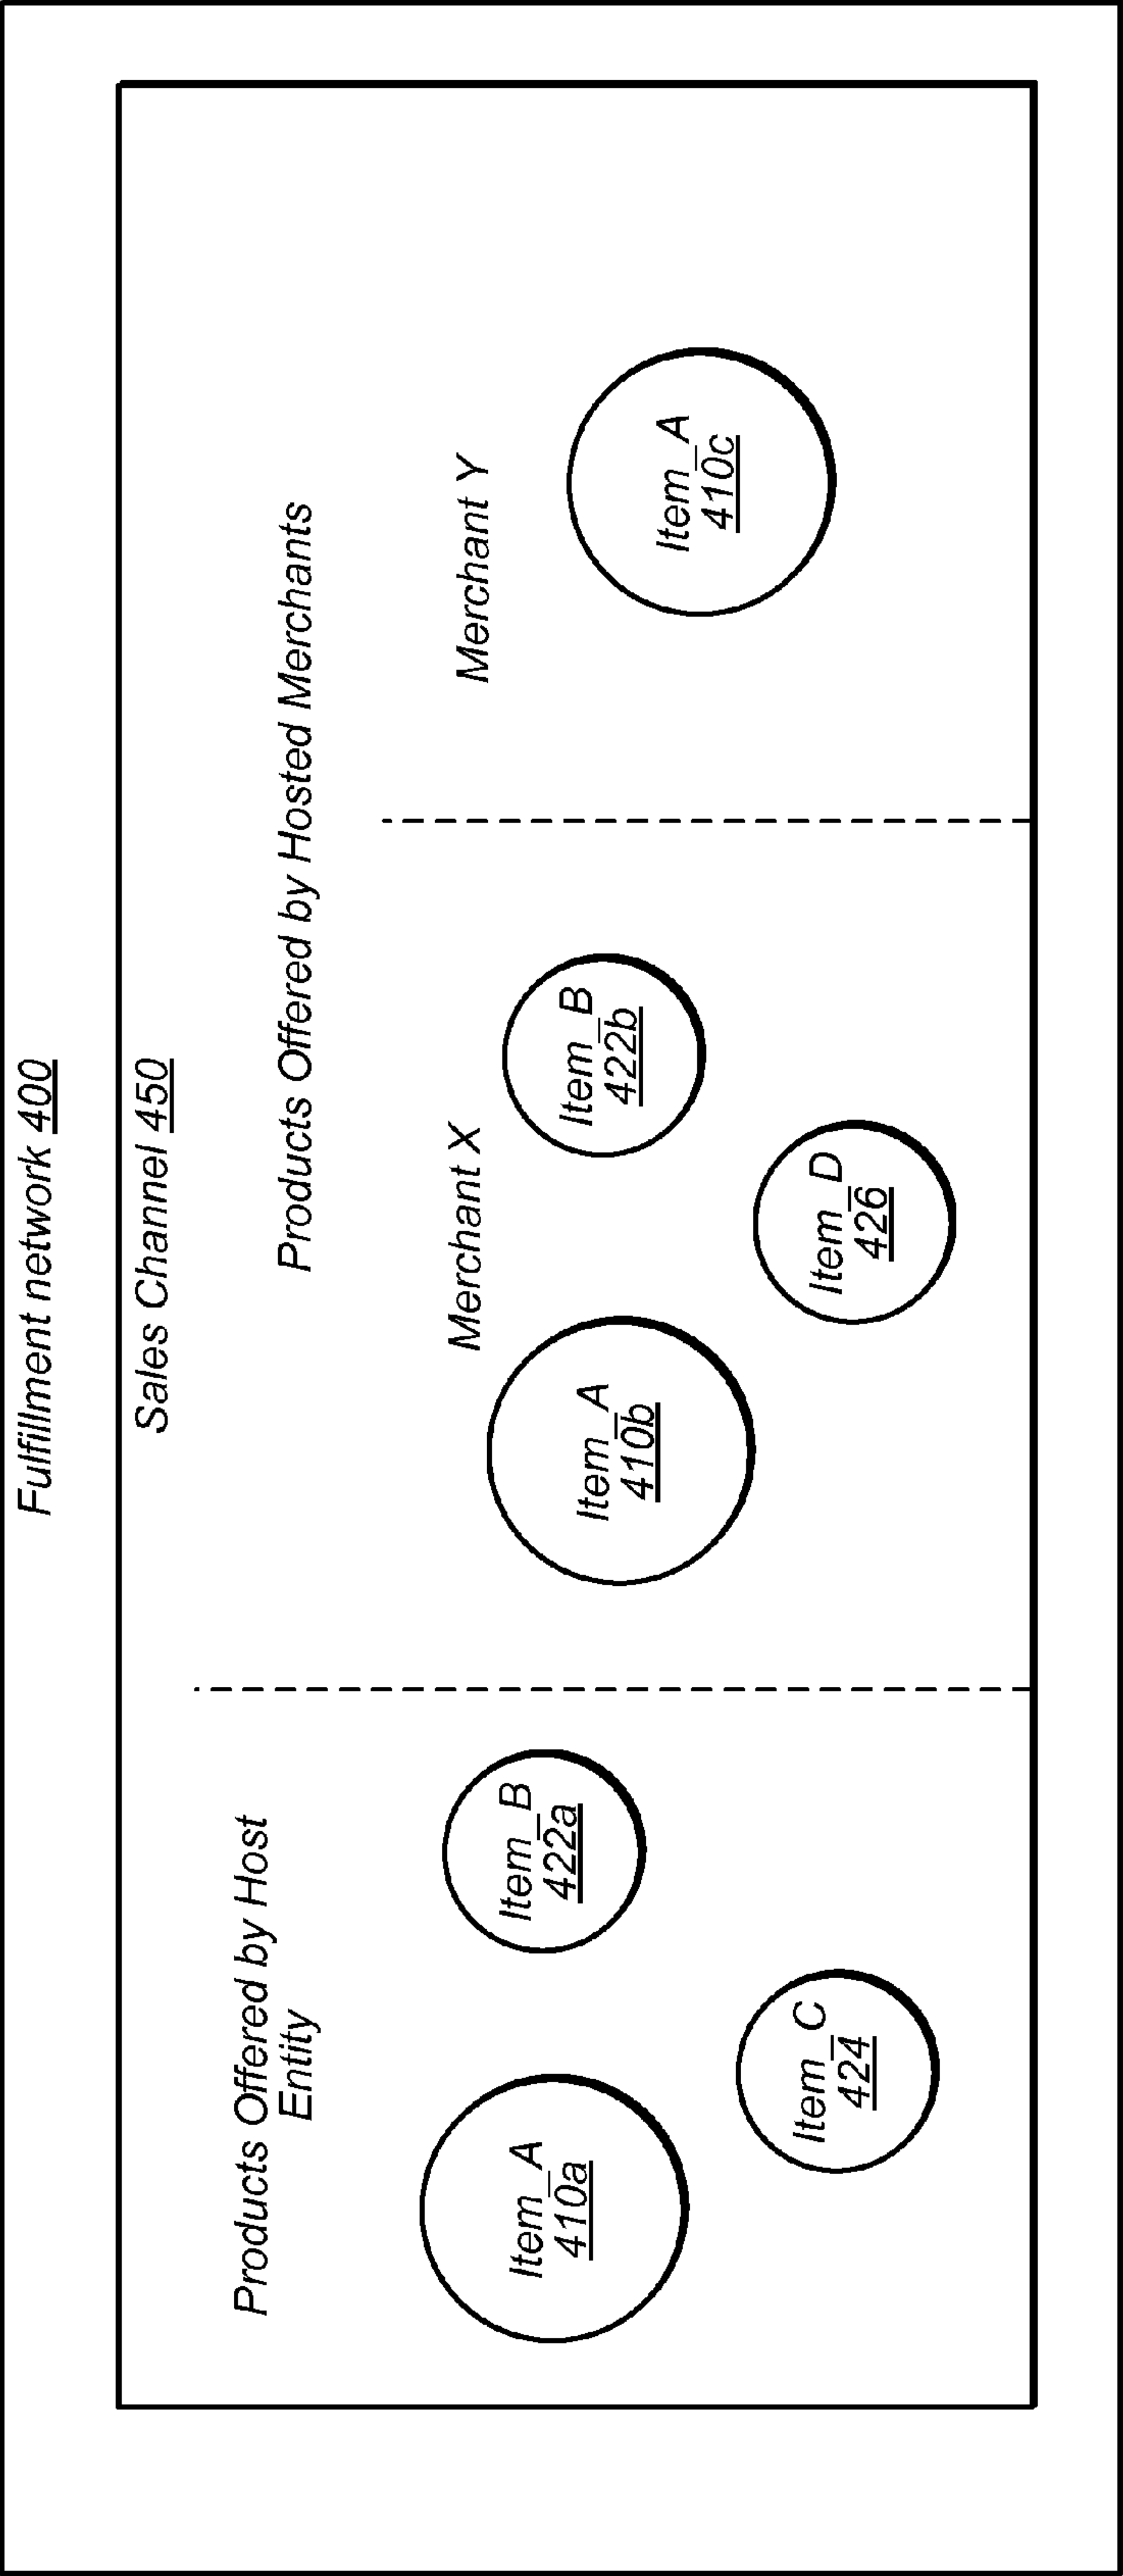 Fulfillment network 400
Sales Channel 450
Products Offered by Host
Entity
Item_A
410a
Item_B
422a
Item_C
424
Products Offered by Hosted Merchants
Merchant X
Item_A
410b
Item_B
422b
Item_D
426
Merchant Y
Item_A
410c